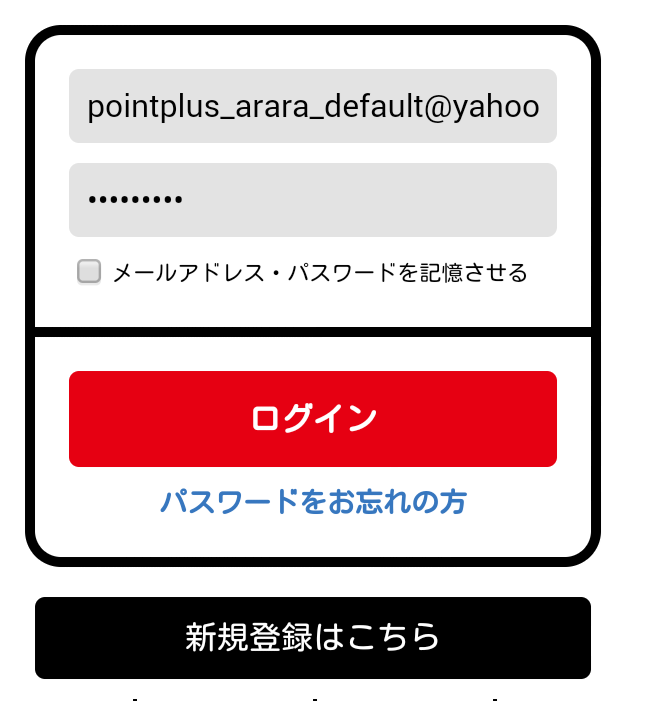 pointplus_arara_default@yahoo
•••••••••
メールアドレス・パスワードを記憶させる
ログイン
パスワードをお忘れの方
新規登録はこちら